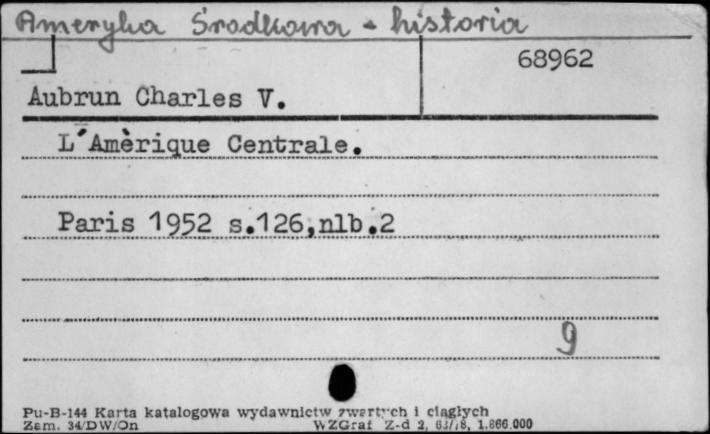 Ameryka Środkowa - historia
68962
Aubrun Charles V.
L´Amèrique Centrale.
Paris 1952 s.126,nlb.2
9
Pu-B-144 Karta katalogowa wydawnictw zwartych i ciągłych
Zam. 34/DW/On WZGraf Z-d 2, 63/78, 1.866.000